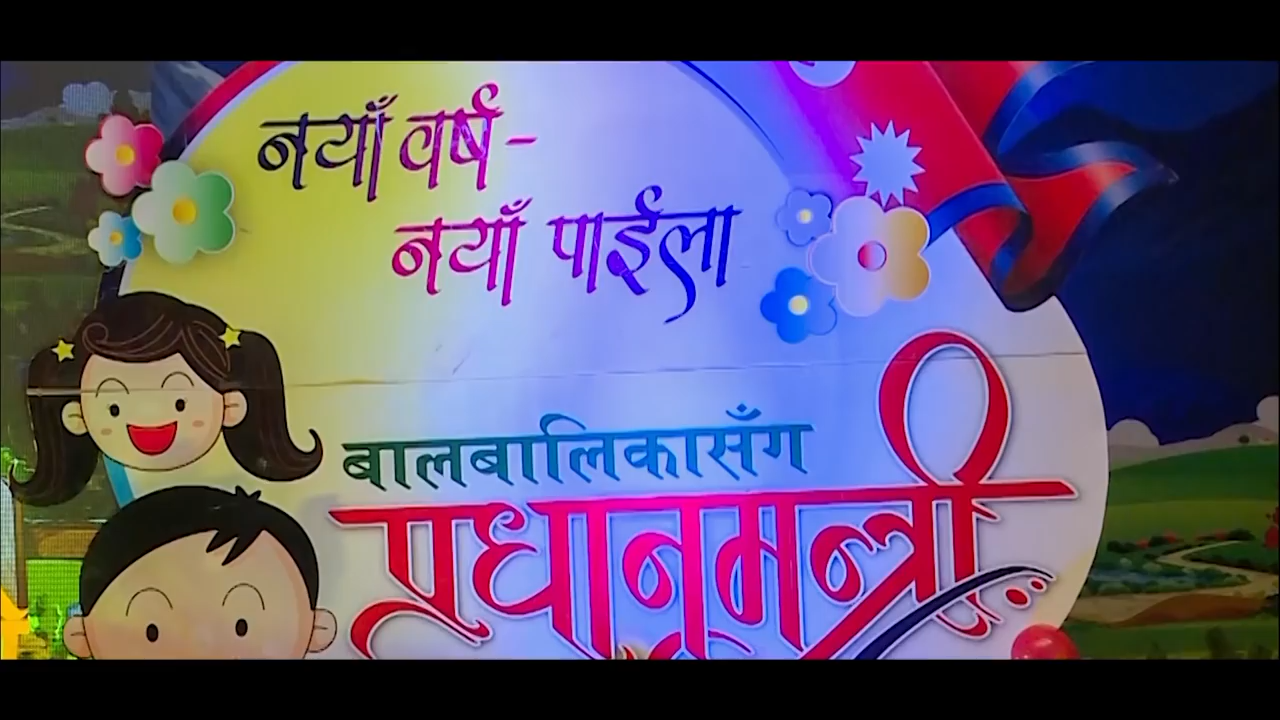 नयाँ वर्ष -
नयाँ पाईला
बालबालिकासँग
प्रधानमन्त्री